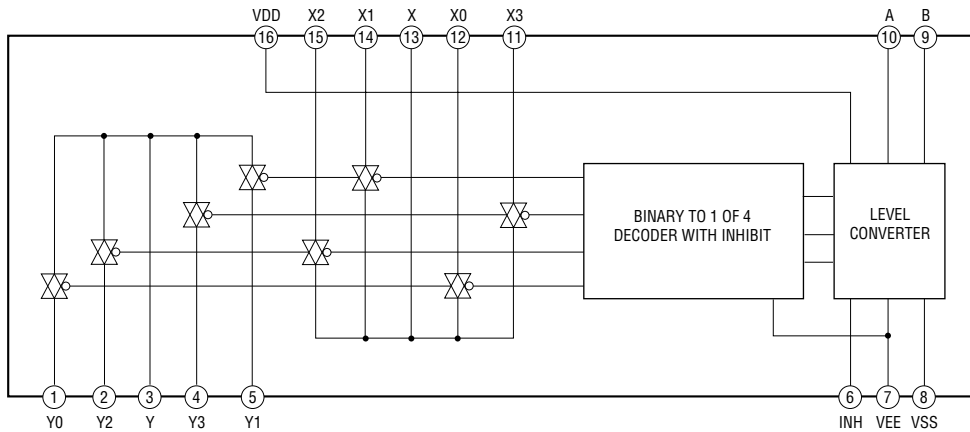 VDD X2 X1 X X0 X3 A B
16 15 14 13 12 11 10 9
BINARY TO 1 OF 4
DECODER WITH INHIBIT
LEVEL
CONVERTER
1 2 3 4 5 6 7 8
Y0 Y2 Y Y3 Y1 INH VEE VSS